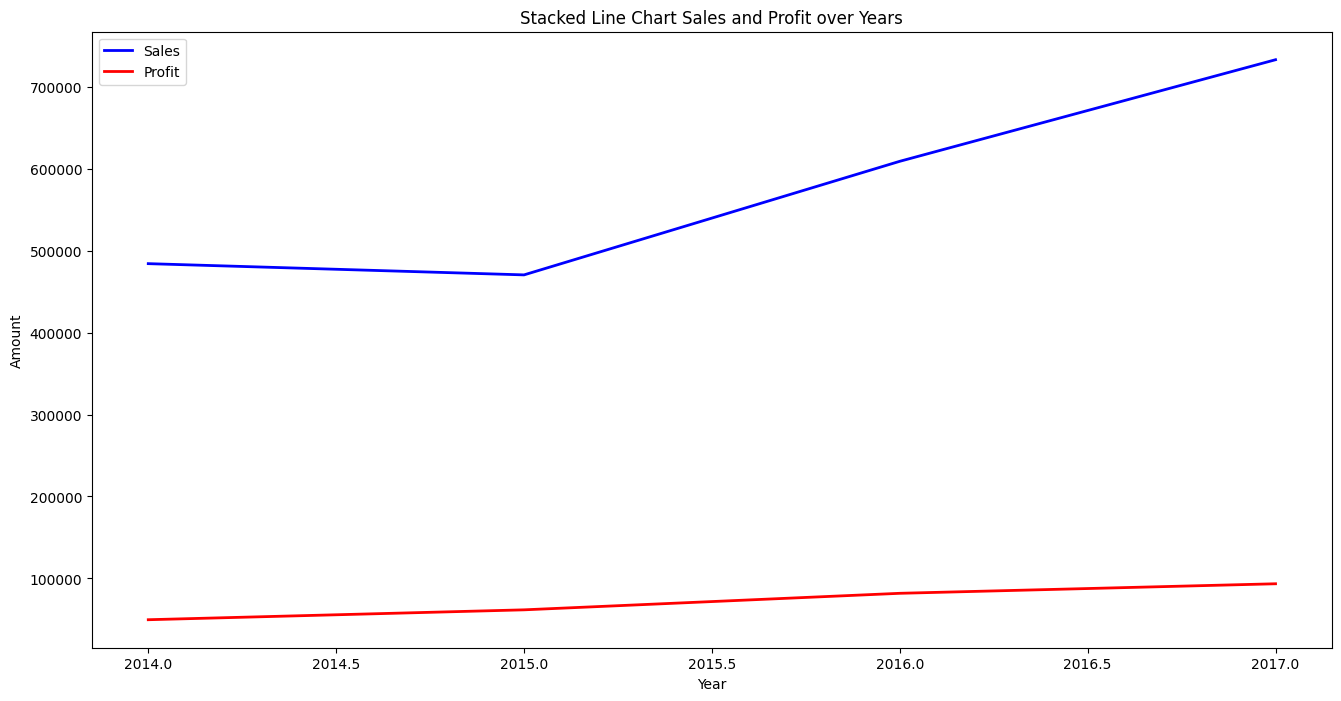 Stacked Line Chart Sales and Profit over Years
Sales
Profit
700000
600000
500000
400000
300000
200000
100000
Amount
2014.0
2014.5
2015.0
2015.5
2016.0
2016.5
2017.0
Year